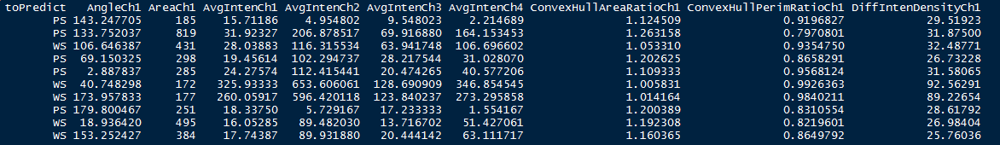 toPredict AngleCh1 AreaCh1 AvgIntenCh1 AvgIntenCh2 AvgIntenCh3 AvgIntenCh4 ConvexHullAreaRatioCh1 ConvexHullPerimRatioCh1 DiffIntenDensityCh1
PS 143.247705 185 15.71186 4.954802 9.548023 2.214689 1.124509 0.9196827 29.51923
PS 133.752037 819 31.92327 206.878517 69.916880 164.153453 1.263158 0.7970801 31.87500
WS 106.646387 431 28.03883 116.315534 63.941748 106.696602 1.053310 0.9354750 32.48771
PS 69.150325 298 19.45614 102.294737 28.217544 31.028070 1.202625 0.8658291 26.73228
PS 2.887837 285 24.27574 112.415441 20.474265 40.577206 1.109333 0.9568124 31.58065
WS 40.748298 172 325.93333 653.606061 128.690909 346.854545 1.005831 0.9926363 92.56291
WS 173.957833 177 260.05917 596.420118 123.840237 273.295858 1.014164 0.9840211 89.22654
PS 179.800467 251 18.33750 5.729167 17.233333 1.554167 1.200389 0.8310554 28.61792
WS 18.936420 495 16.05285 89.482030 13.716702 51.427061 1.192308 0.8219601 26.98404
WS 153.252427 384 17.74387 89.931880 20.444142 63.111717 1.160365 0.8649792 25.76036